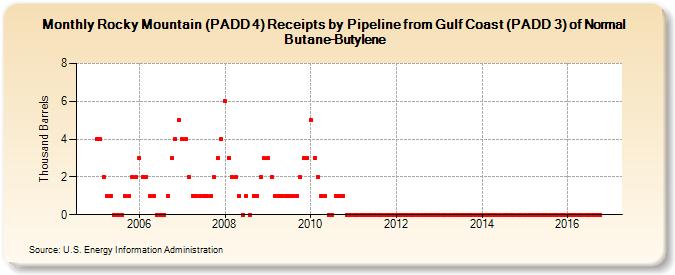 Monthly Rocky Mountain (PADD 4) Receipts by Pipeline from Gulf Coast (PADD 3) of Normal
Butane-Butylene
Thousand Barrels
8
6
4
2
0
2006 2008 2010 2012 2014 2016
Source: U.S. Energy Information Administration